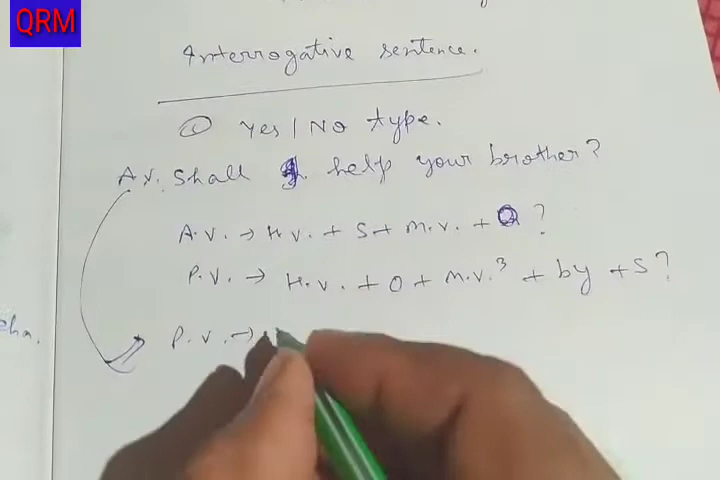 QRM
Interrogative sentence.
① Yes | No type.
A.V. Shall I help your brother?
A.V. → H.V. + S + M.V. + O ?
P.V. → H.V. + O + M.V.³ + by + S ?
P.V. →